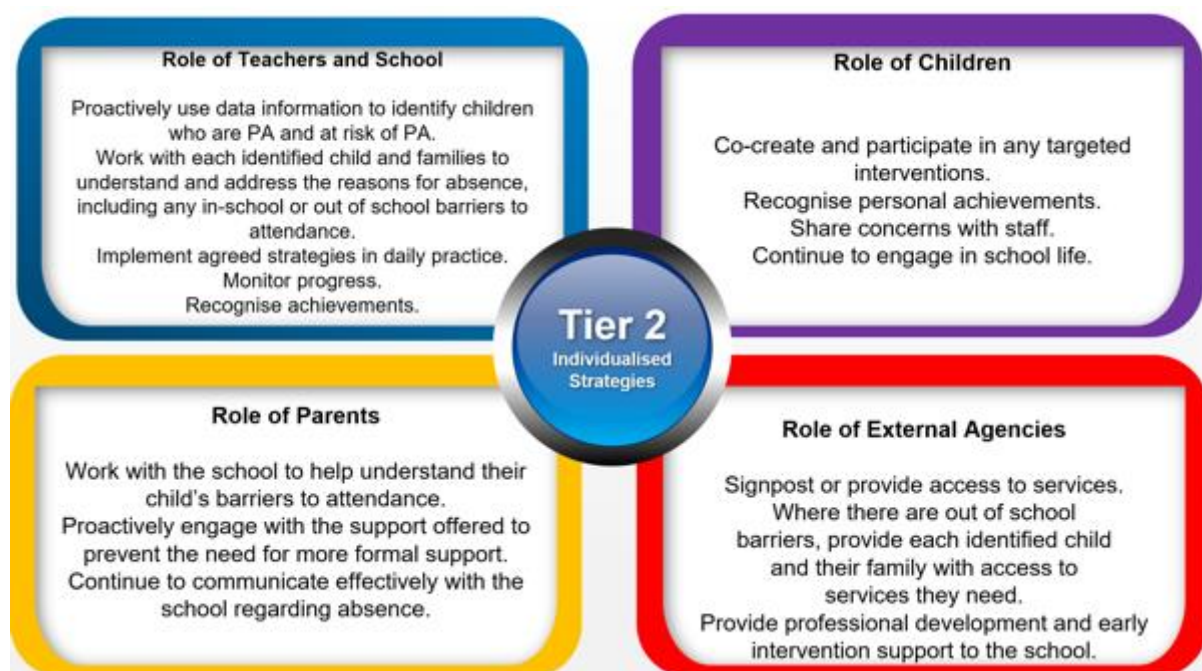 Role of Teachers and School
Proactively use data information to identify children
who are PA and at risk of PA.
Work with each identified child and families to
understand and address the reasons for absence,
including any in-school or out of school barriers to
attendance.
Implement agreed strategies in daily practice.
Monitor progress.
Recognise achievements.
Role of Children
Co-create and participate in any targeted
interventions.
Recognise personal achievements.
Share concerns with staff.
Continue to engage in school life.
Tier 2
Individualised
Strategies
Role of Parents
Work with the school to help understand their
child's barriers to attendance.
Proactively engage with the support offered to
prevent the need for more formal support.
Continue to communicate effectively with the
school regarding absence.
Role of External Agencies
Signpost or provide access to services.
Where there are out of school
barriers, provide each identified child
and their family with access to
services they need.
Provide professional development and early
intervention support to the school.